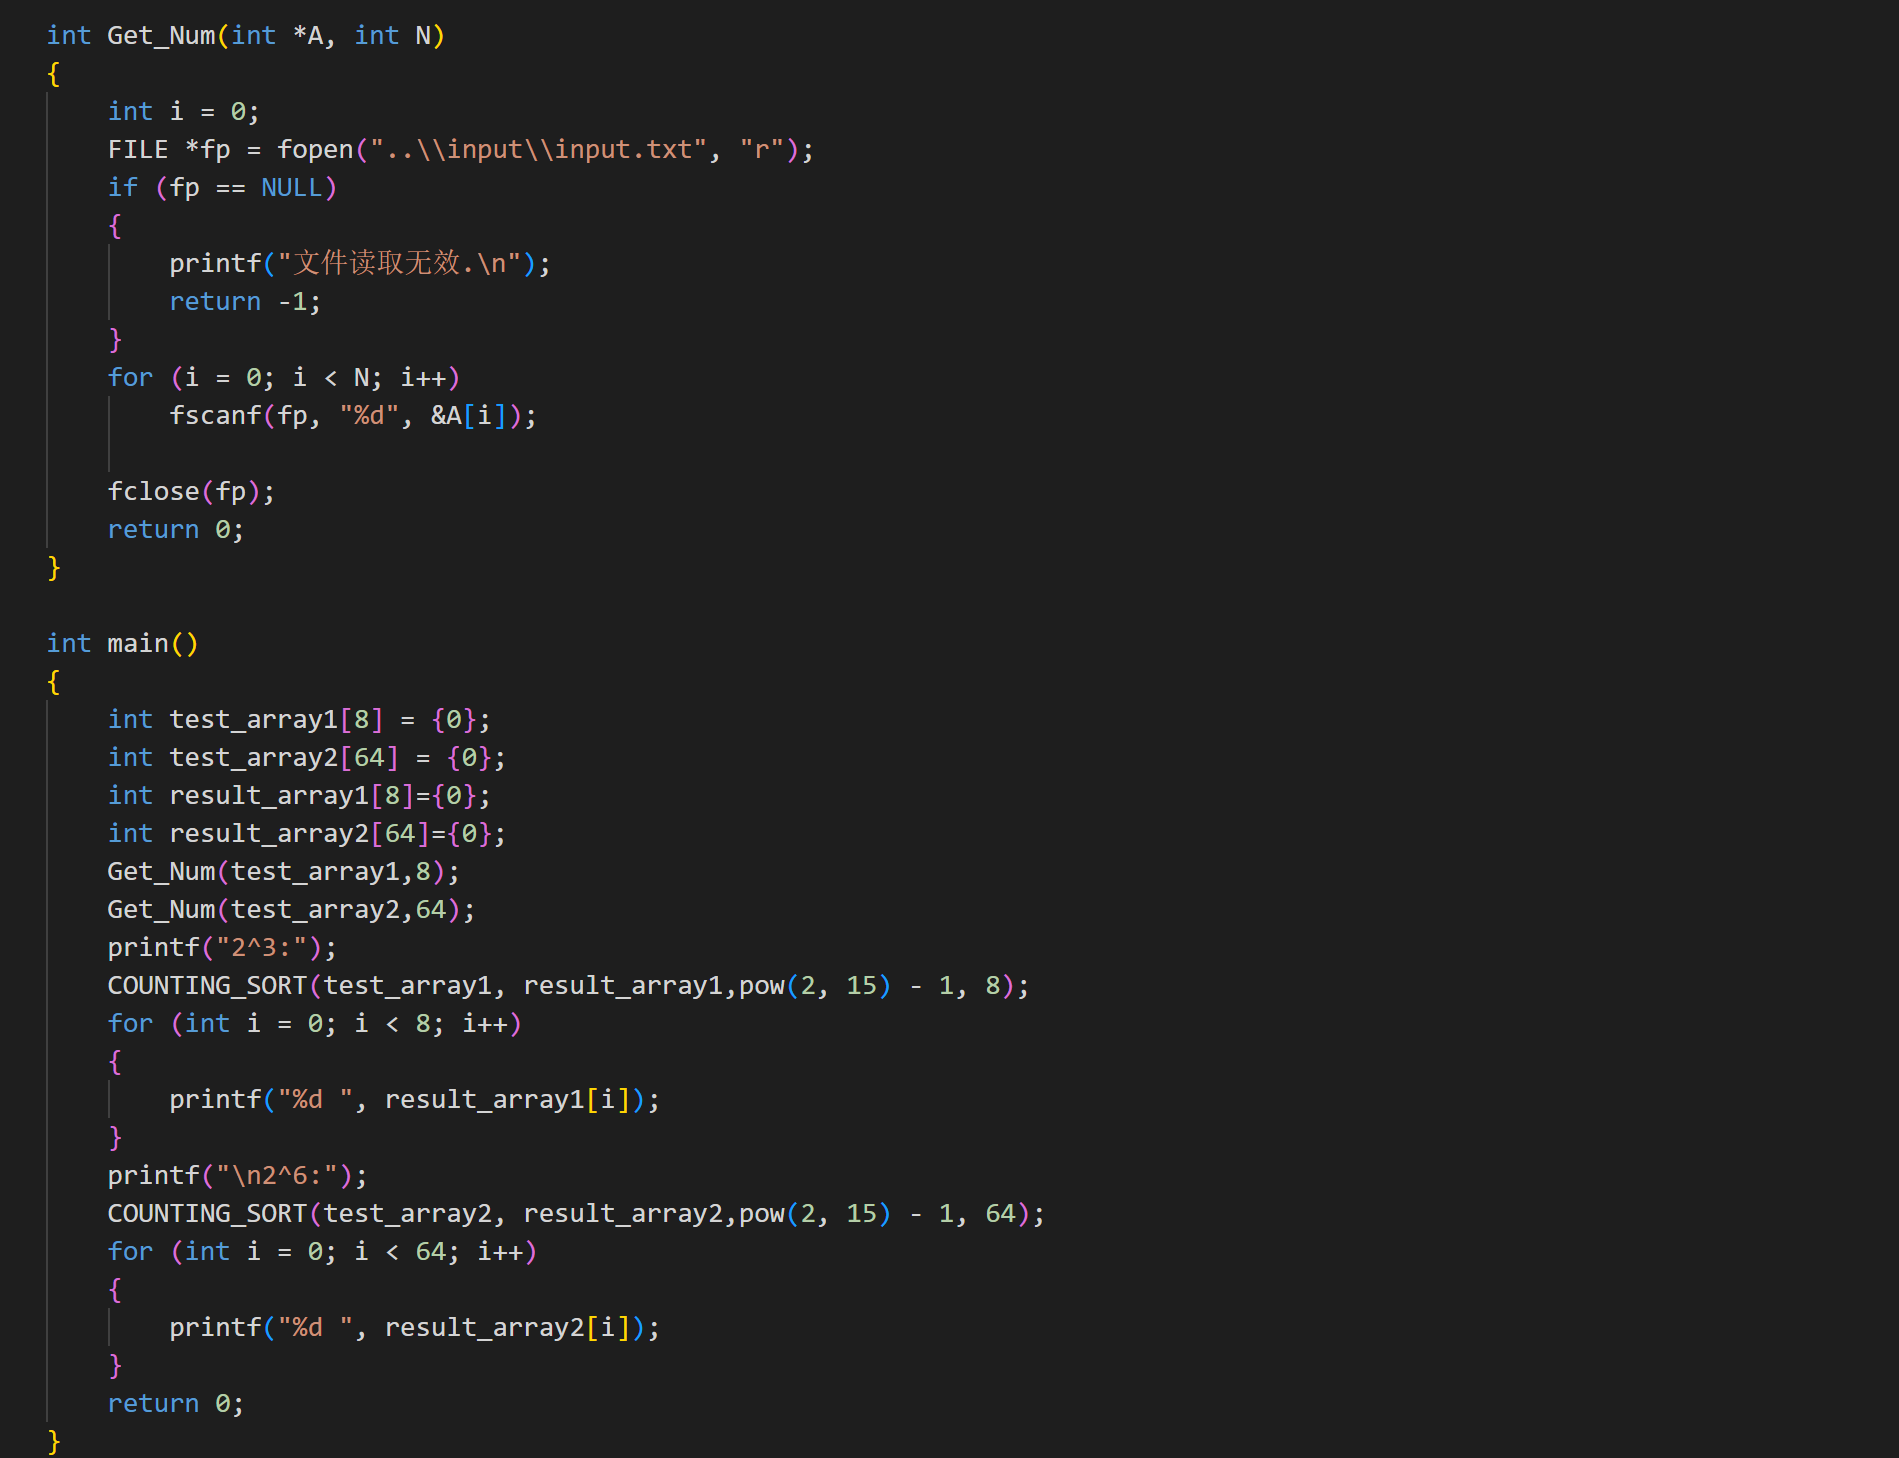 int Get_Num(int *A, int N)
{
    int i = 0;
    FILE *fp = fopen("..\\input\\input.txt", "r");
    if (fp == NULL)
    {
        printf("文件读取无效.\n");
        return -1;
    }
    for (i = 0; i < N; i++)
        fscanf(fp, "%d", &A[i]);

    fclose(fp);
    return 0;
}

int main()
{
    int test_array1[8] = {0};
    int test_array2[64] = {0};
    int result_array1[8]={0};
    int result_array2[64]={0};
    Get_Num(test_array1,8);
    Get_Num(test_array2,64);
    printf("2^3:");
    COUNTING_SORT(test_array1, result_array1,pow(2, 15) - 1, 8);
    for (int i = 0; i < 8; i++)
    {
        printf("%d ", result_array1[i]);
    }
    printf("\n2^6:");
    COUNTING_SORT(test_array2, result_array2,pow(2, 15) - 1, 64);
    for (int i = 0; i < 64; i++)
    {
        printf("%d ", result_array2[i]);
    }
    return 0;
}